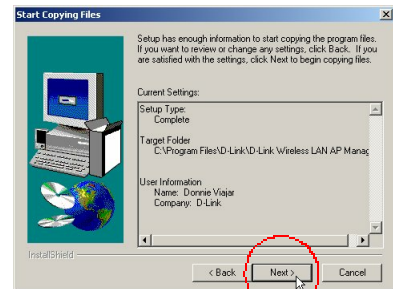 Start Copying Files
Setup has enough information to start copying the program files.
If you want to review or change any settings, click Back. If you
are satisfied with the settings, click Next to begin copying files.
Current Settings:
Setup Type:
Complete
Target Folder
C:\Program Files\D-Link\D-Link Wireless LAN AP Manag
User Information
Name: Donnie Viajar
Company: D-Link
InstallShield
< Back
Next >
Cancel